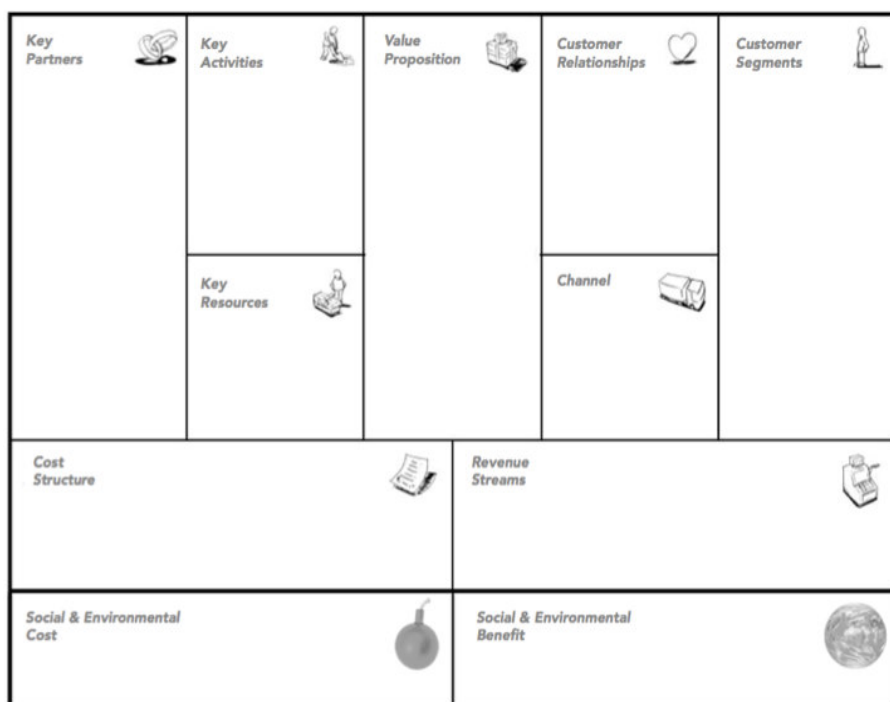 Key
Partners
Key
Activities
Value
Proposition
Customer
Relationships
Customer
Segments
Key
Resources
Channel
Cost
Structure
Revenue
Streams
Social & Environmental
Cost
Social & Environmental
Benefit